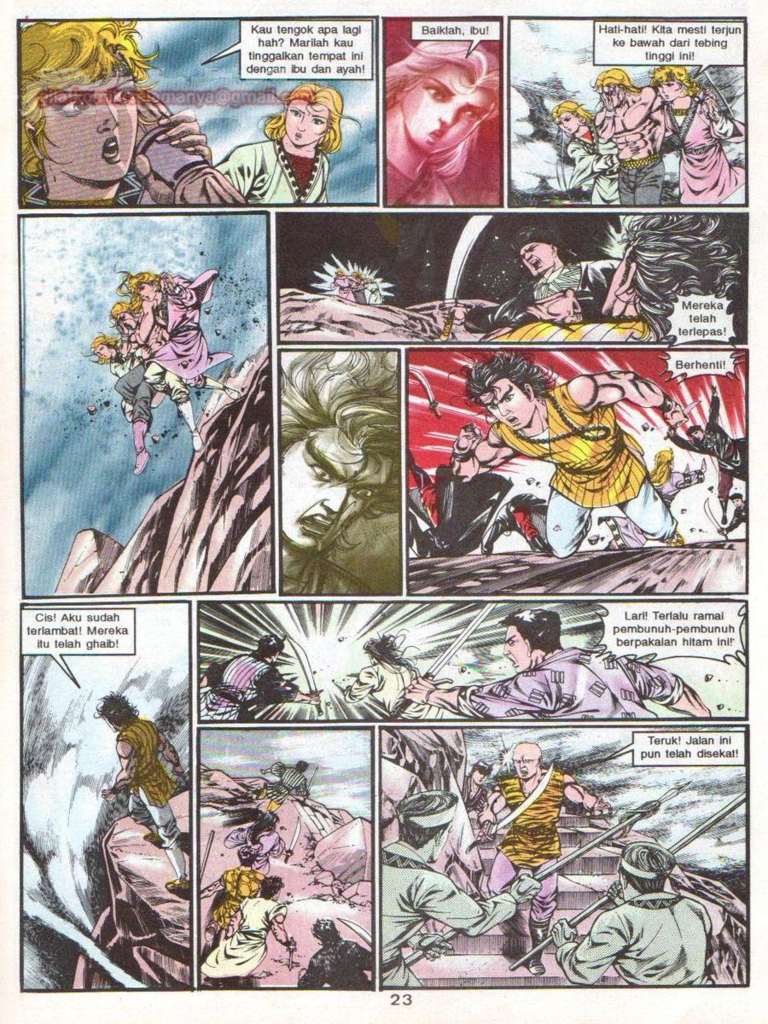 Kau tengok apa lagi
hah? Marilah kau
tinggalkan tempat ini
dengan ibu dan ayah!
Baiklah, ibu!
Hati-hati! Kita mesti terjun
ke bawah dari tebing
tinggi ini!
Mereka
telah
terlepas!
Berhenti!
Cis! Aku sudah
terlambat! Mereka
itu telah ghaib!
Lari! Terlalu ramai
pembunuh-pembunuh
berpakaian hitam ini!
Teruk! Jalan ini
pun telah disekat!
23